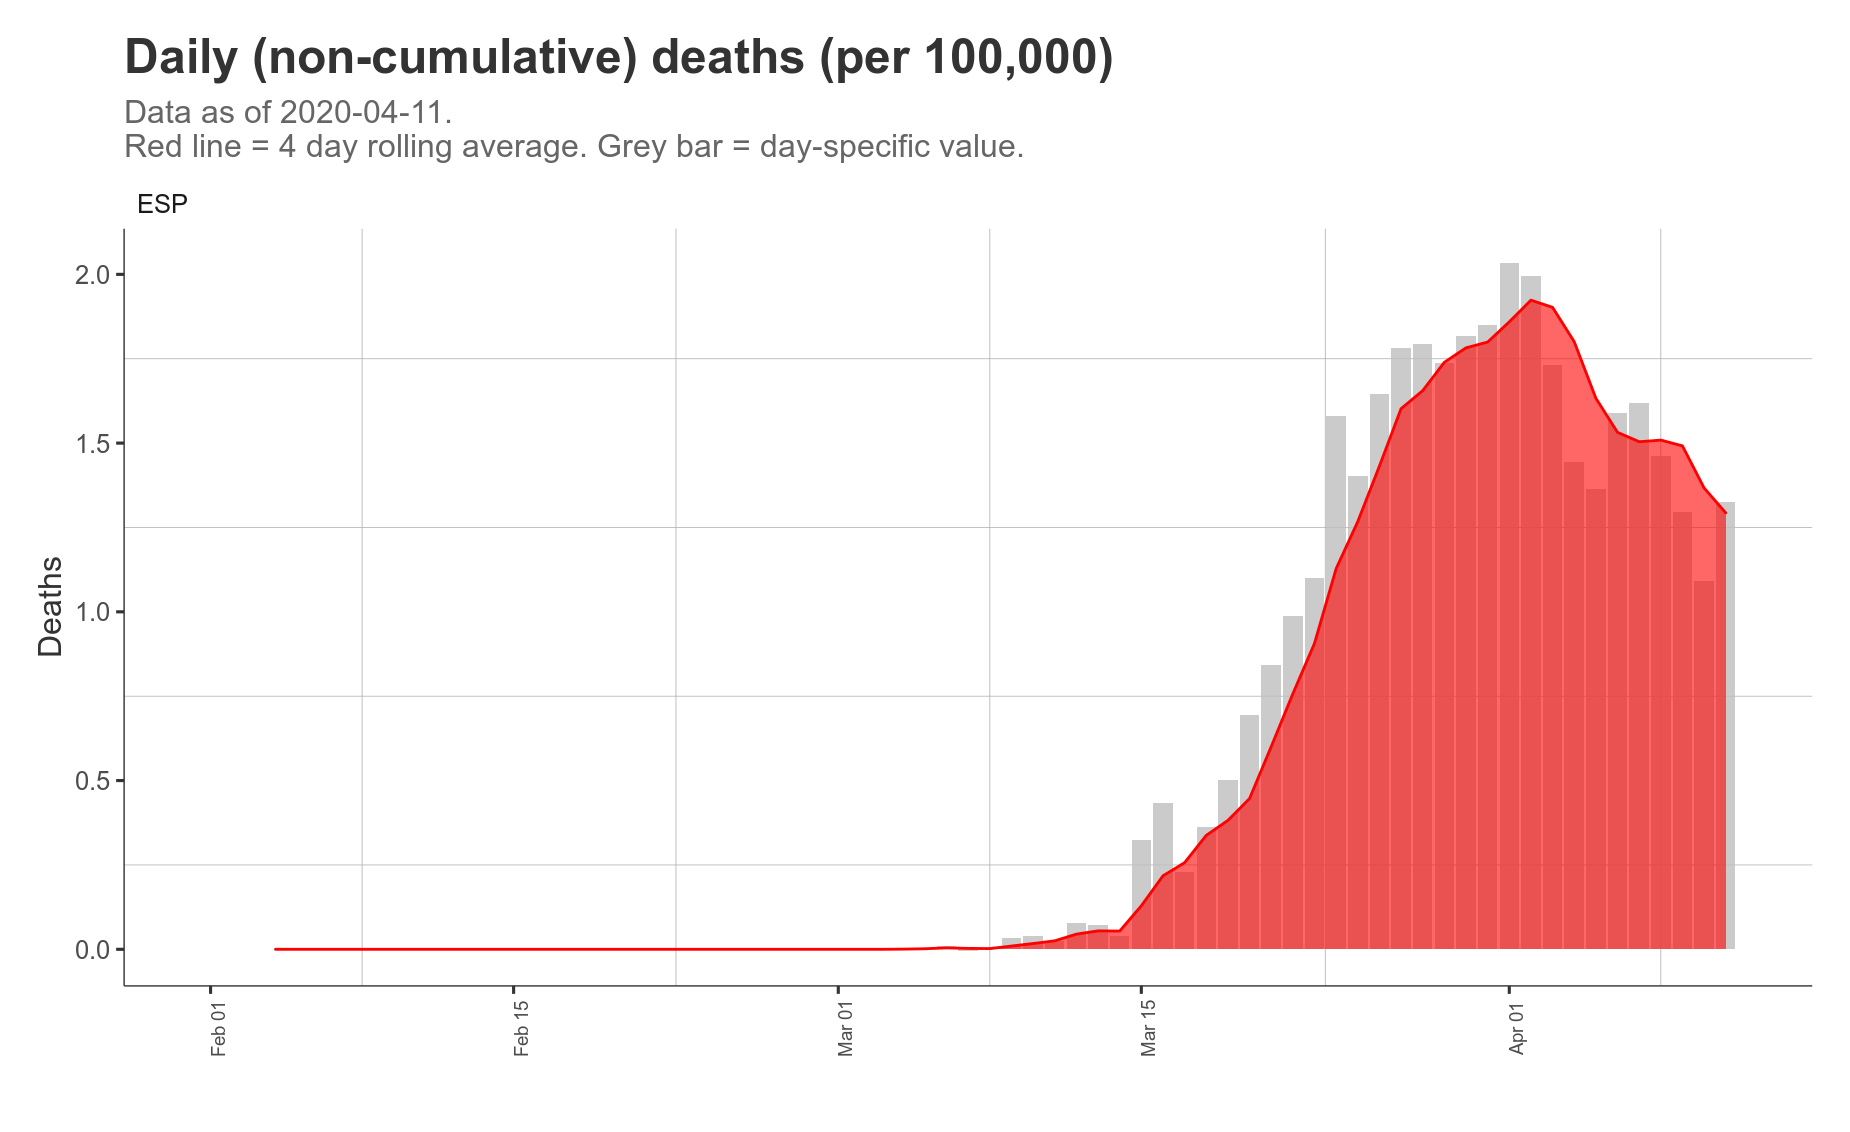 Daily (non-cumulative) deaths (per 100,000)
Data as of 2020-04-11.
Red line = 4 day rolling average. Grey bar = day-specific value.
ESP
Deaths
2.0
1.5
1.0
0.5
0.0
Feb 01
Feb 15
Mar 01
Mar 15
Apr 01